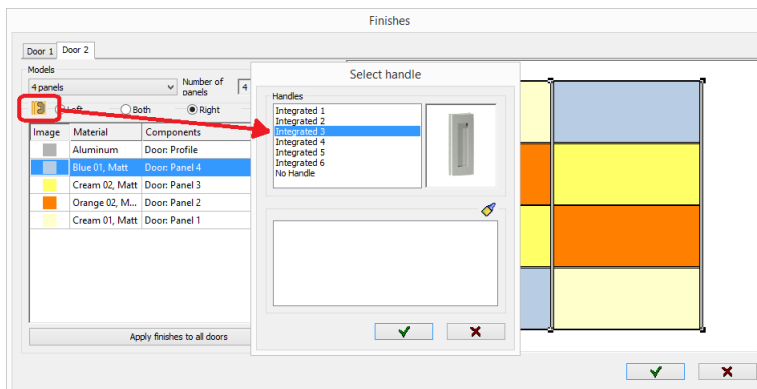 Finishes
Door 1 Door 2
Models
4 panels
Number of
panels
4
Left Both Right
Image Material Components
Aluminum Door: Profile
Blue 01, Matt Door: Panel 4
Cream 02, Matt Door: Panel 3
Orange 02, M... Door: Panel 2
Cream 01, Matt Door: Panel 1
Apply finishes to all doors
Select handle
Handles
Integrated 1
Integrated 2
Integrated 3
Integrated 4
Integrated 5
Integrated 6
No Handle